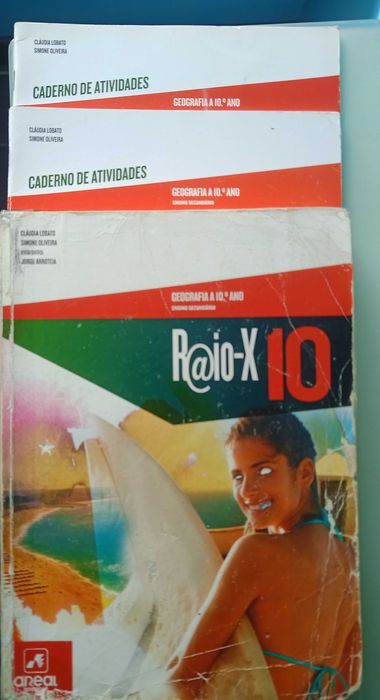 CLÁUDIA LOBATO
SIMONE OLIVEIRA
CADERNO DE ATIVIDADES
GEOGRAFIA A 10.º ANO
CLÁUDIA LOBATO
SIMONE OLIVEIRA
CADERNO DE ATIVIDADES
GEOGRAFIA A 10.º ANO
ENSINO SECUNDÁRIO
CLÁUDIA LOBATO
SIMONE OLIVEIRA
JORGE ARROTEIA
GEOGRAFIA A 10.º ANO
ENSINO SECUNDÁRIO
R@io-X 10
AREAL